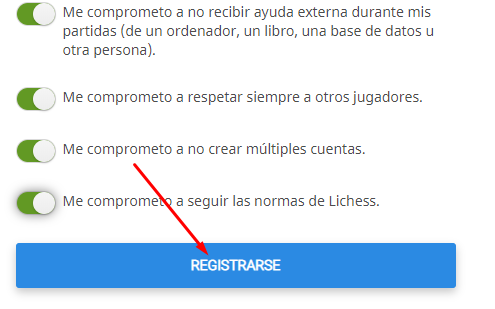 Me comprometo a no recibir ayuda externa durante mis
partidas (de un ordenador, un libro, una base de datos u
otra persona).
Me comprometo a respetar siempre a otros jugadores.
Me comprometo a no crear múltiples cuentas.
Me comprometo a seguir las normas de Lichess.
REGISTRARSE